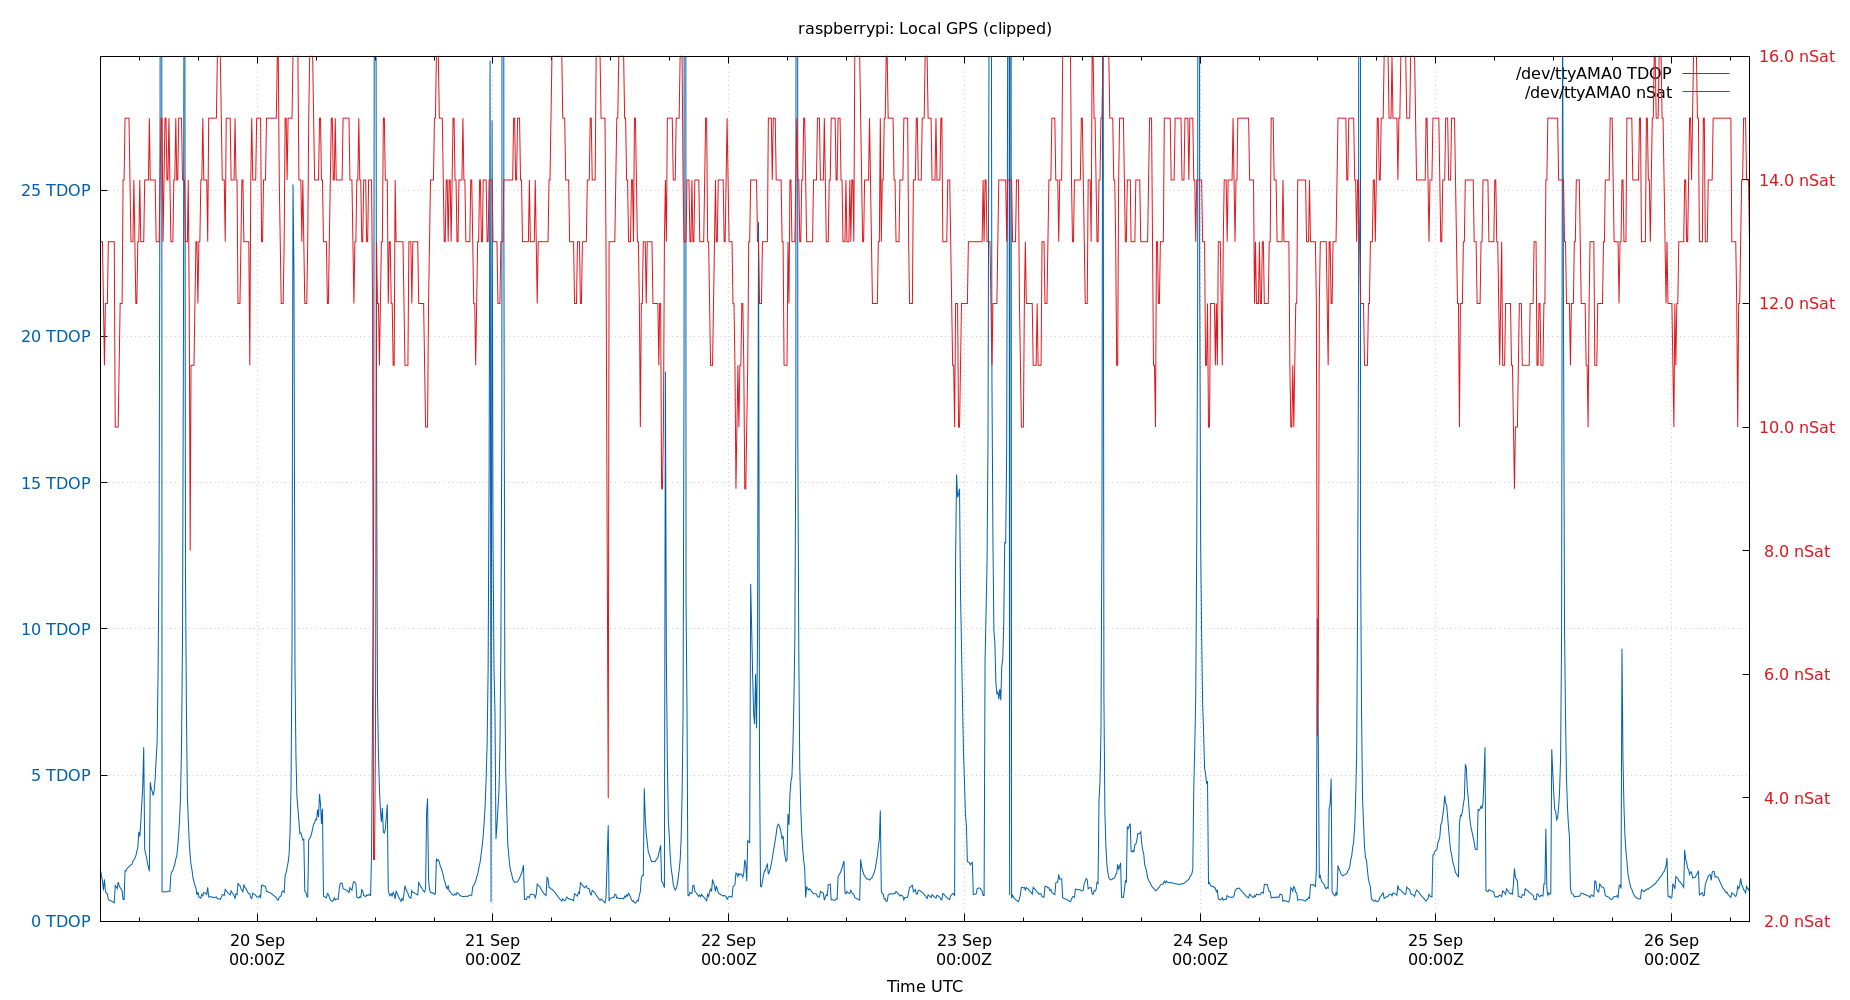 raspberrypi: Local GPS (clipped)
/dev/ttyAMA0 TDOP
/dev/ttyAMA0 nSat
25 TDOP
20 TDOP
15 TDOP
10 TDOP
5 TDOP
0 TDOP
16.0 nSat
14.0 nSat
12.0 nSat
10.0 nSat
8.0 nSat
6.0 nSat
4.0 nSat
2.0 nSat
20 Sep
00:00Z
21 Sep
00:00Z
22 Sep
00:00Z
23 Sep
00:00Z
24 Sep
00:00Z
25 Sep
00:00Z
26 Sep
00:00Z
Time UTC